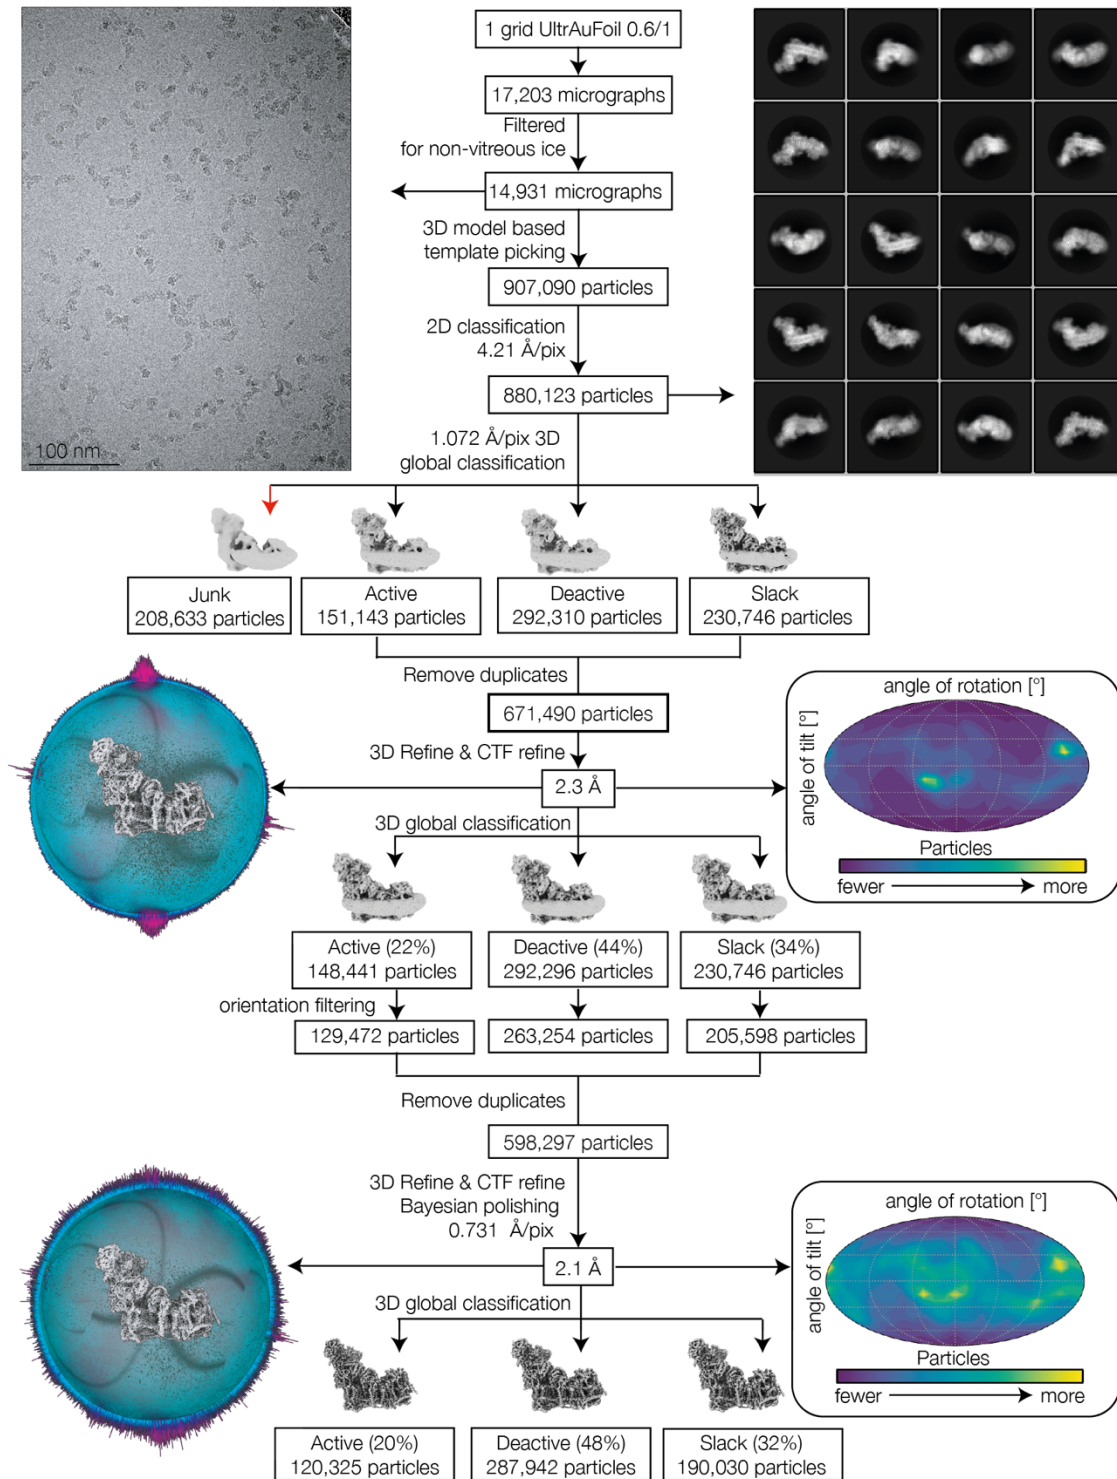 1 grid UltrAuFoil 0.6/1
17,203 micrographs
Filtered
for non-vitreous ice
14,931 micrographs
3D model based
template picking
907,090 particles
2D classification
4.21 Å/pix
880,123 particles
100 nm
1.072 Å/pix 3D
global classification
Junk
208,633 particles
Active
151,143 particles
Deactive
292,310 particles
Slack
230,746 particles
Remove duplicates
671,490 particles
3D Refine & CTF refine
2.3 Å
angle of rotation [°]
angle of tilt [°]
Particles
fewer
more
3D global classification
Active (22%)
148,441 particles
Deactive (44%)
292,296 particles
Slack (34%)
230,746 particles
orientation filtering
129,472 particles
263,254 particles
205,598 particles
Remove duplicates
598,297 particles
3D Refine & CTF refine
Bayesian polishing
0.731 Å/pix
2.1 Å
angle of rotation [°]
angle of tilt [°]
Particles
fewer
more
3D global classification
Active (20%)
120,325 particles
Deactive (48%)
287,942 particles
Slack (32%)
190,030 particles